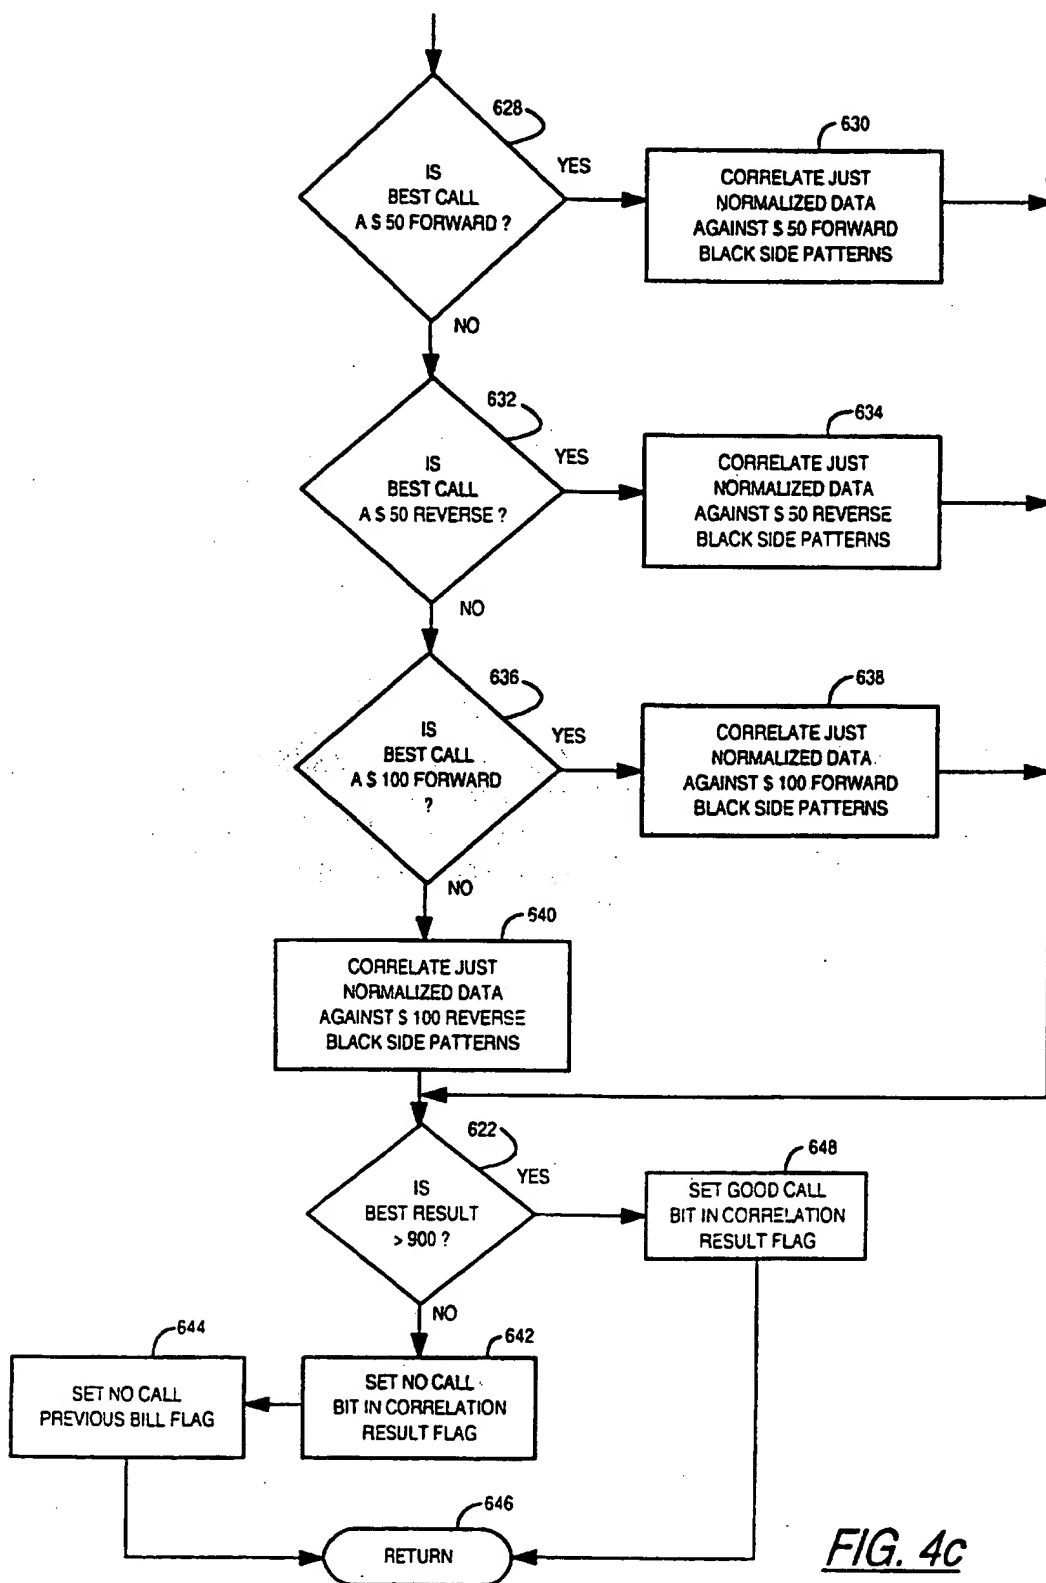 628
IS
BEST CALL
A $ 50 FORWARD ?
YES
630
CORRELATE JUST
NORMALIZED DATA
AGAINST $ 50 FORWARD
BLACK SIDE PATTERNS
NO
632
IS
BEST CALL
A $ 50 REVERSE ?
YES
634
CORRELATE JUST
NORMALIZED DATA
AGAINST $ 50 REVERSE
BLACK SIDE PATTERNS
NO
636
IS
BEST CALL
A $ 100 FORWARD
?
YES
638
CORRELATE JUST
NORMALIZED DATA
AGAINST $ 100 FORWARD
BLACK SIDE PATTERNS
NO
640
CORRELATE JUST
NORMALIZED DATA
AGAINST $ 100 REVERSE
BLACK SIDE PATTERNS
622
IS
BEST RESULT
> 900 ?
YES
648
SET GOOD CALL
BIT IN CORRELATION
RESULT FLAG
NO
642
SET NO CALL
BIT IN CORRELATION
RESULT FLAG
644
SET NO CALL
PREVIOUS BILL FLAG
646
RETURN
FIG. 4c